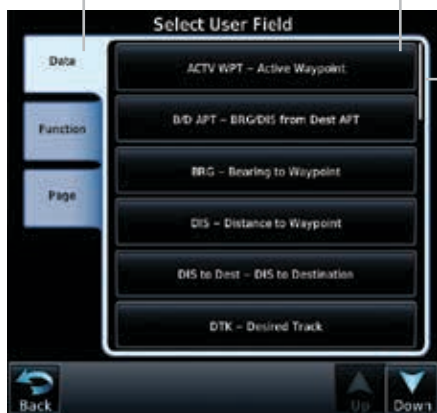 Select User Field
Data
Function
Page
ACTV WPT – Active Waypoint
B/D APT – BRG/DIS from Dest APT
BRG – Bearing to Waypoint
DIS – Distance to Waypoint
DIS to Dest – DIS to Destination
DTK – Desired Track
Back
Up
Down